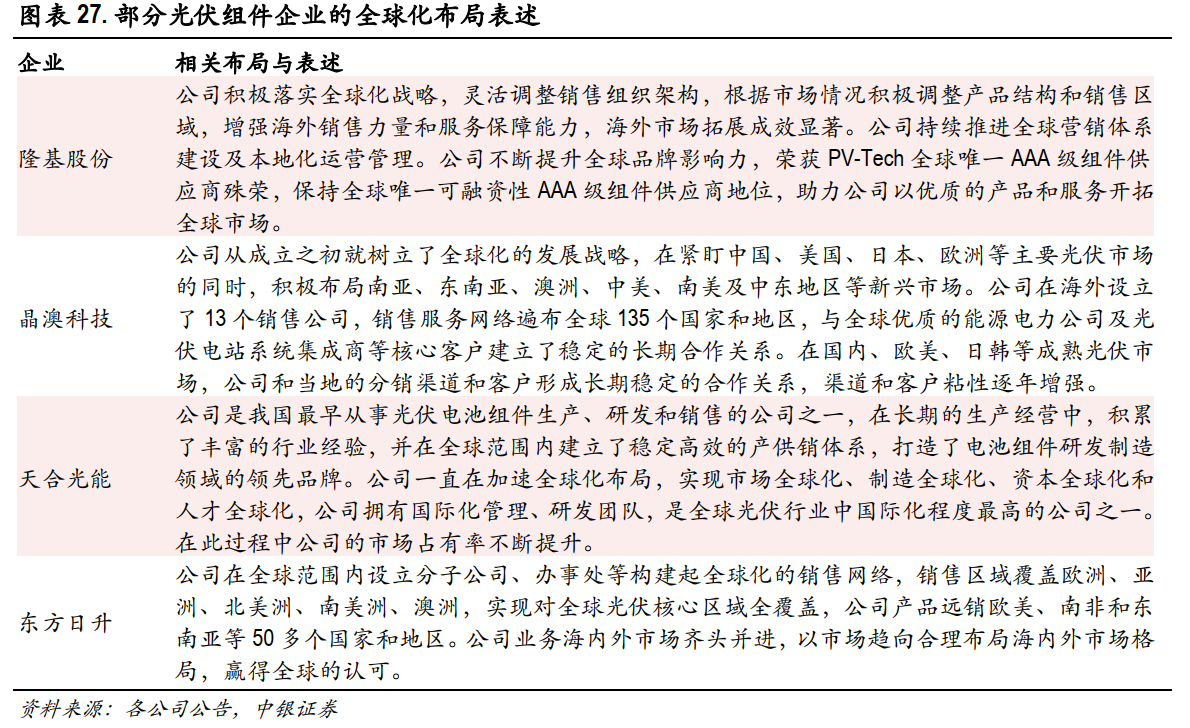 图表 27. 部分光伏组件企业的全球化布局表述
企业 相关布局与表述
公司积极落实全球化战略，灵活调整销售组织架构，根据市场情况积极调整产品结构和销售区
域，增强海外销售力量和服务保障能力，海外市场拓展成效显著。公司持续推进全球营销体系
隆基股份 建设及本地化运营管理。公司不断提升全球品牌影响力，荣获 PV-Tech 全球唯一 AAA 级组件供
应商殊荣，保持全球唯一可融资性 AAA 级组件供应商地位，助力公司以优质的产品和服务开拓
全球市场。
公司从成立之初就树立了全球化的发展战略，在紧盯中国、美国、日本、欧洲等主要光伏市场
的同时，积极布局南亚、东南亚、澳洲、中美、南美及中东地区等新兴市场。公司在海外设立
晶澳科技 了 13 个销售公司，销售服务网络遍布全球 135 个国家和地区，与全球优质的能源电力公司及光
伏电站系统集成商等核心客户建立了稳定的长期合作关系。在国内、欧美、日韩等成熟光伏市
场，公司和当地的分销渠道和客户形成长期稳定的合作关系，渠道和客户粘性逐年增强。
公司是我国最早从事光伏电池组件生产、研发和销售的公司之一，在长期的生产经营中，积累
了丰富的行业经验，并在全球范围内建立了稳定高效的产供销体系，打造了电池组件研发制造
天合光能 领域的领先品牌。公司一直在加速全球化布局，实现市场全球化、制造全球化、资本全球化和
人才全球化，公司拥有国际化管理、研发团队，是全球光伏行业中国际化程度最高的公司之一。
在此过程中公司的市场占有率不断提升。
公司在全球范围内设立分子公司、办事处等构建起全球化的销售网络，销售区域覆盖欧洲、亚
东方日升 洲、北美洲、南美洲、澳洲，实现对全球光伏核心区域全覆盖，公司产品远销欧美、南非和东
南亚等 50 多个国家和地区。公司业务海内外市场齐头并进，以市场趋向合理布局海内外市场格
局，赢得全球的认可。
资料来源：各公司公告，中银证券